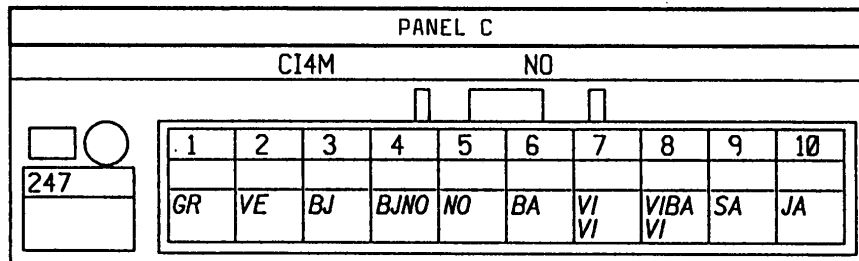 PANEL C
CI4M NO
1 2 3 4 5 6 7 8 9 10
247
GR VE BJ BJNO NO BA VI VIBA SA JA
VI VI